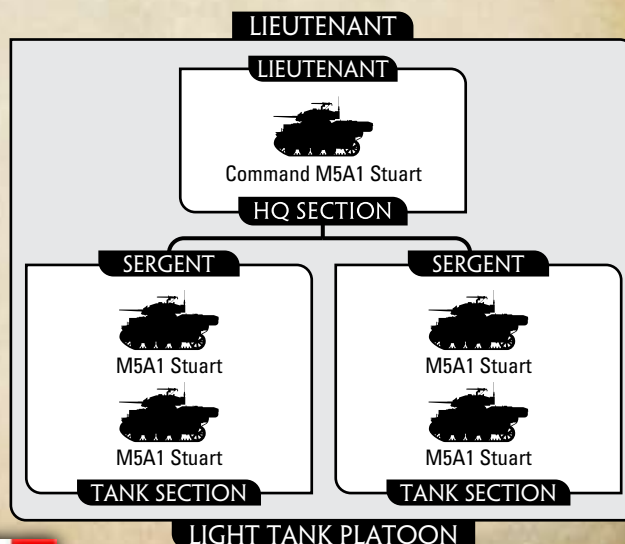 LIEUTENANT
LIEUTENANT
Command M5A1 Stuart
HQ SECTION
SERGENT
M5A1 Stuart
M5A1 Stuart
TANK SECTION
SERGENT
M5A1 Stuart
M5A1 Stuart
TANK SECTION
LIGHT TANK PLATOON